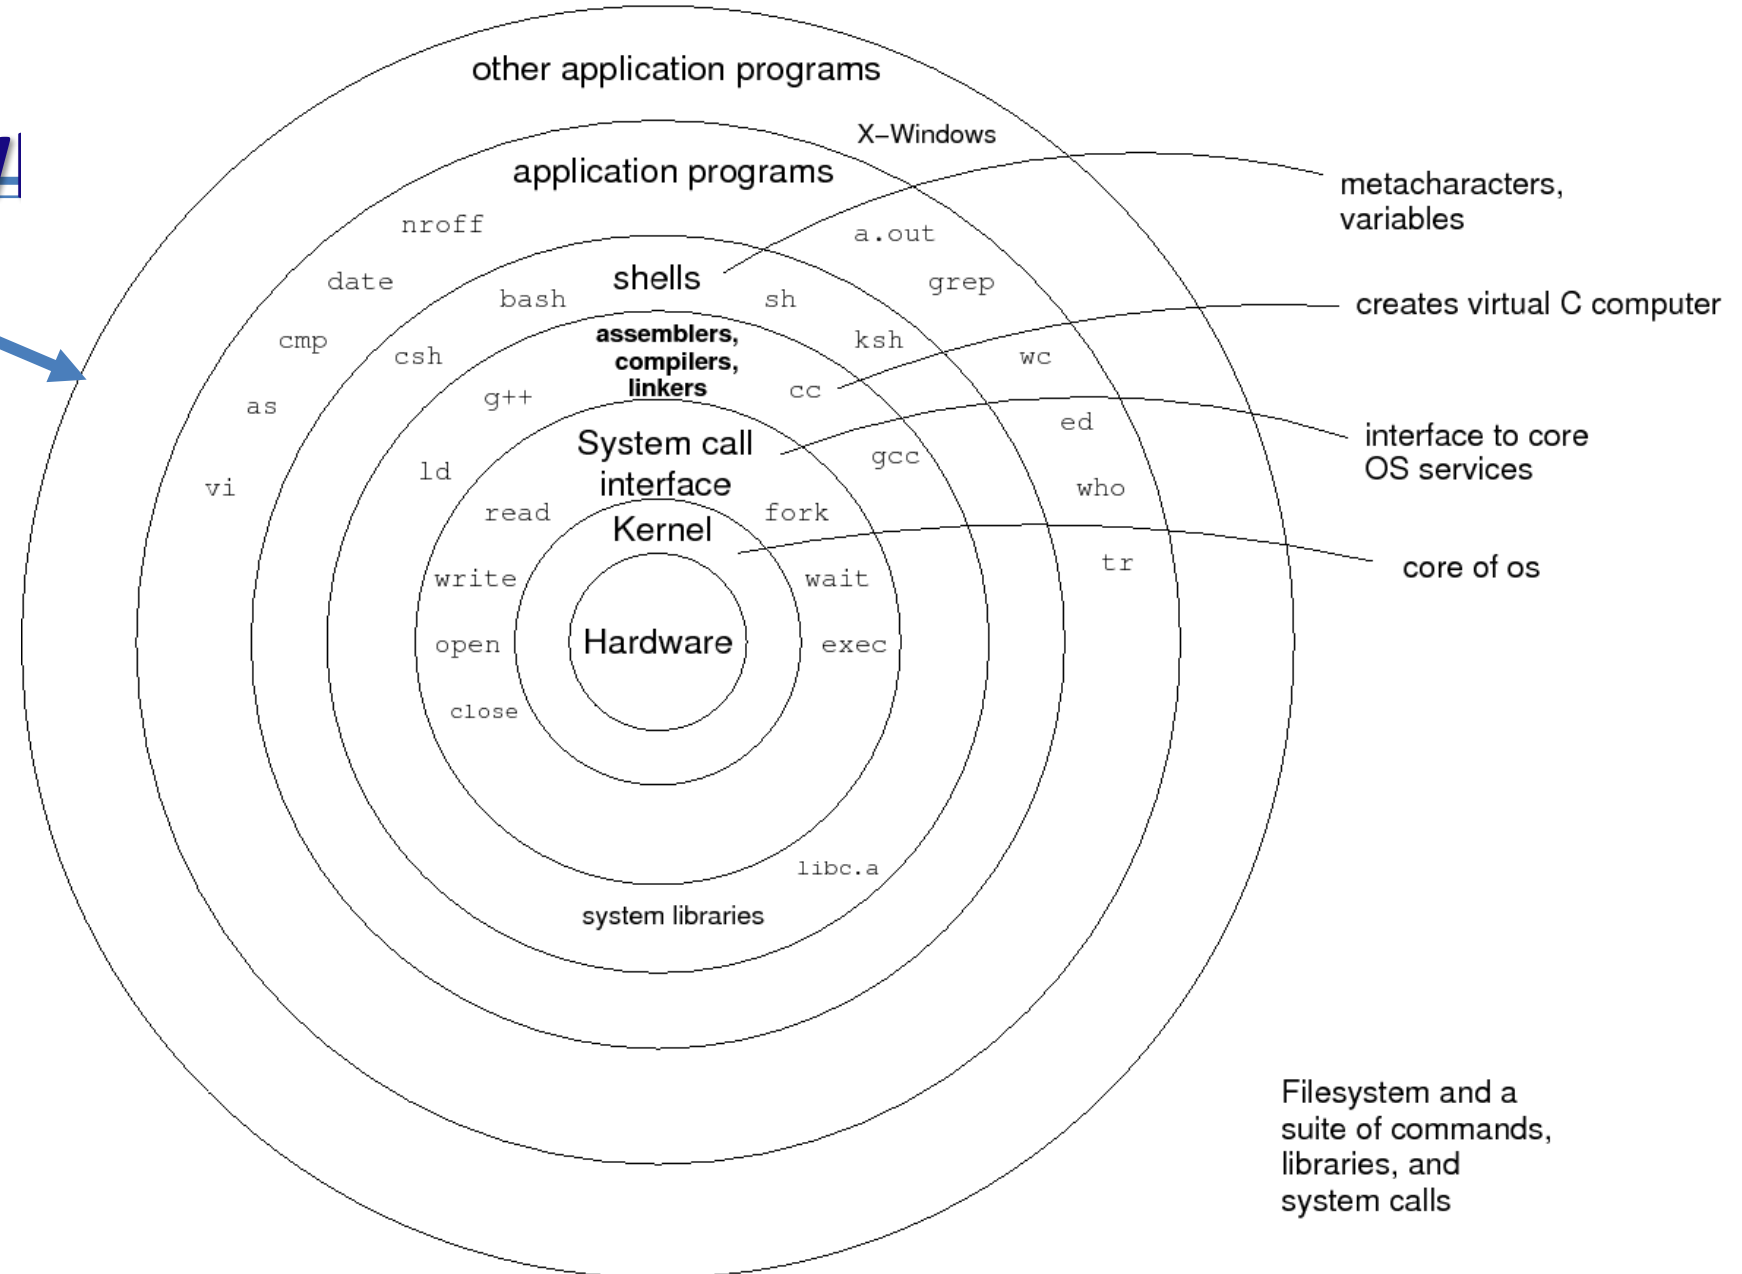 other application programs
X-Windows
application programs
metacharacters,
variables
nroff
a.out
date
shells
grep
bash
sh
creates virtual C computer
assemblers,
compilers,
linkers
cmp
csh
ksh
wc
g++
cc
as
ed
interface to core
OS services
System call
interface
ld
gcc
vi
who
read
fork
Kernel
tr
core of os
write
wait
Hardware
open
exec
close
libc.a
system libraries
Filesystem and a
suite of commands,
libraries, and
system calls